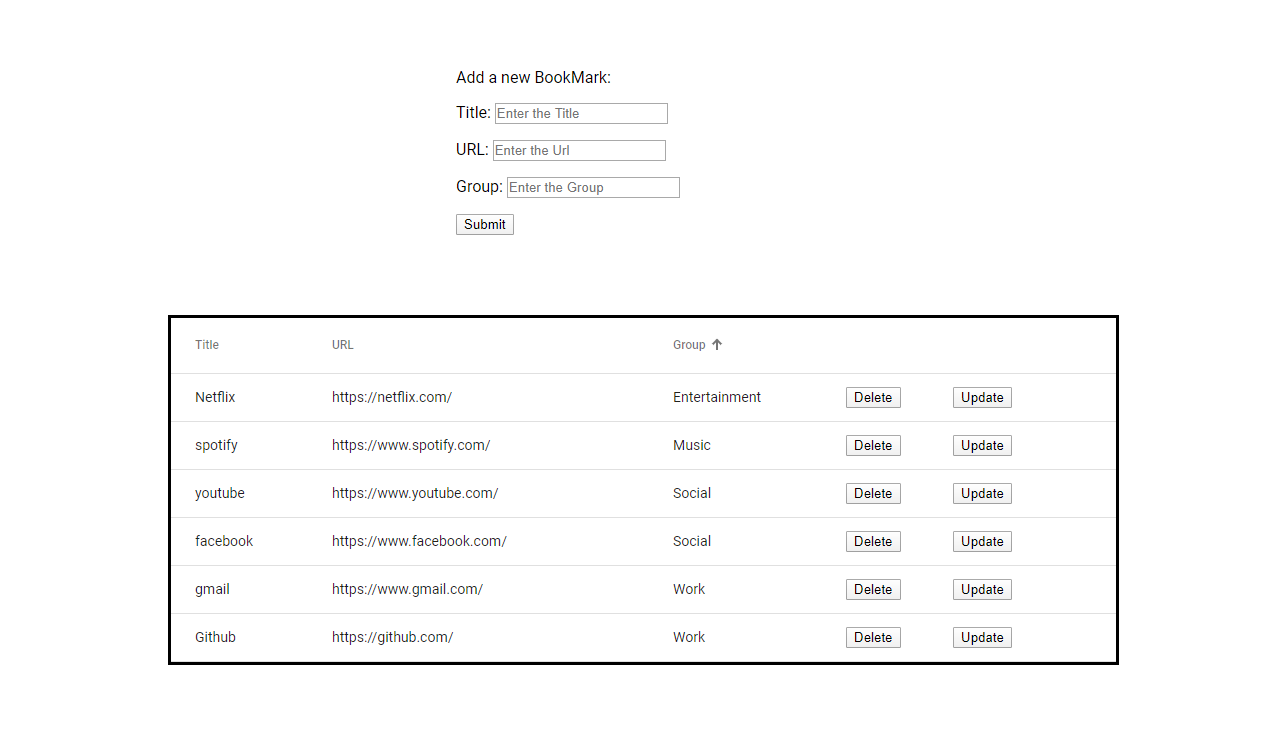 Add a new BookMark:
Title: Enter the Title
URL: Enter the Url
Group: Enter the Group
Submit
Title URL Group
Netflix https://netflix.com/ Entertainment Delete Update
spotify https://www.spotify.com/ Music Delete Update
youtube https://www.youtube.com/ Social Delete Update
facebook https://www.facebook.com/ Social Delete Update
gmail https://www.gmail.com/ Work Delete Update
Github https://github.com/ Work Delete Update